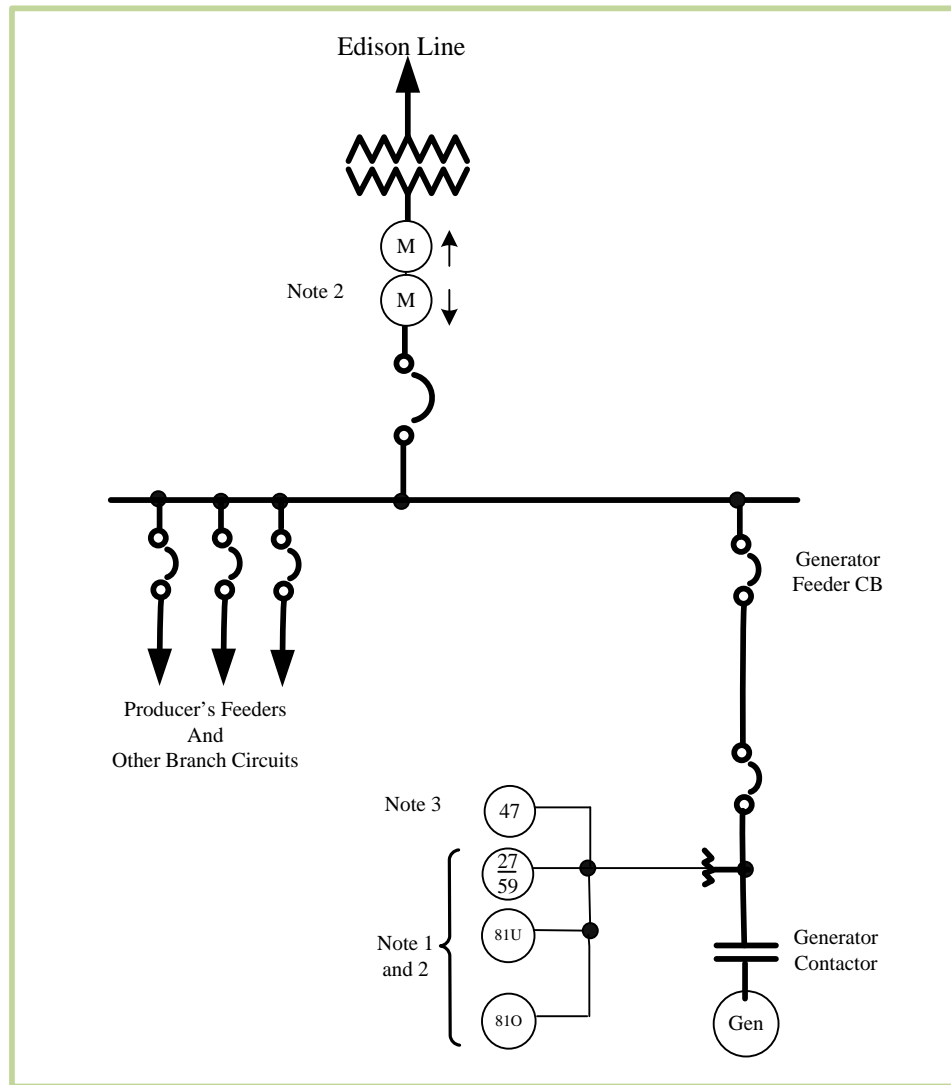 Edison Line
M
M
Note 2
Generator
Feeder CB
Producer's Feeders
And
Other Branch Circuits
Note 3
47
27
59
Note 1
and 2
81U
81O
Generator
Contactor
Gen